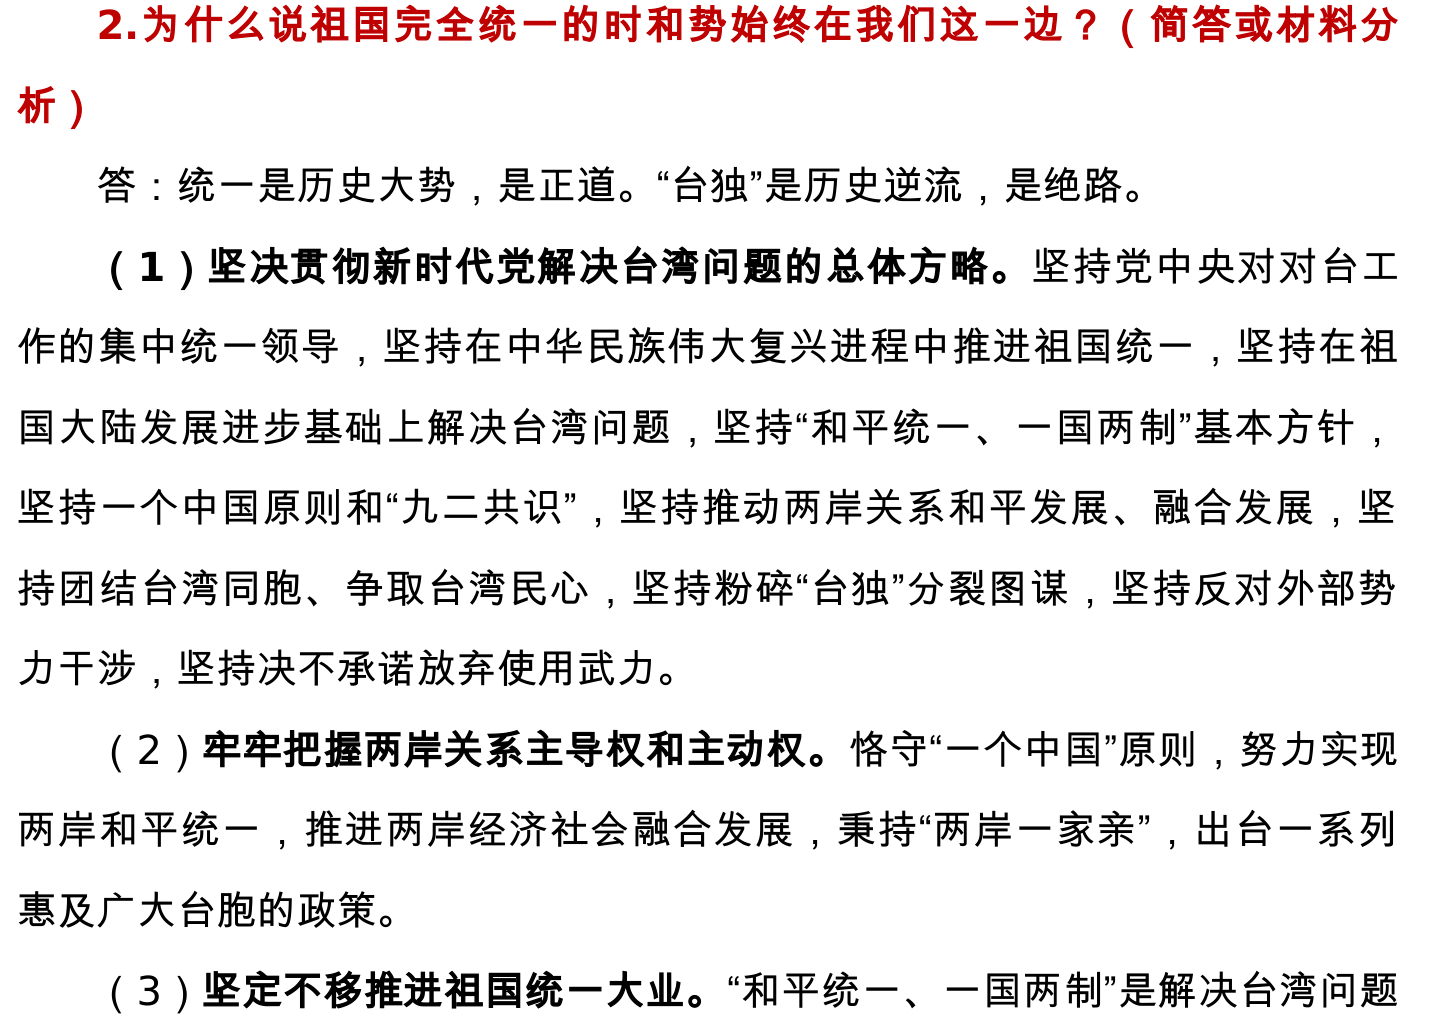 2.为什么说祖国完全统一的时和势始终在我们这一边？（简答或材料分
析）
答：统一是历史大势，是正道。“台独”是历史逆流，是绝路。
（1）坚决贯彻新时代党解决台湾问题的总体方略。坚持党中央对对台工
作的集中统一领导，坚持在中华民族伟大复兴进程中推进祖国统一，坚持在祖
国大陆发展进步基础上解决台湾问题，坚持“和平统一、一国两制”基本方针，
坚持一个中国原则和“九二共识”，坚持推动两岸关系和平发展、融合发展，坚
持团结台湾同胞、争取台湾民心，坚持粉碎“台独”分裂图谋，坚持反对外部势
力干涉，坚持决不承诺放弃使用武力。
（2）牢牢把握两岸关系主导权和主动权。恪守“一个中国”原则，努力实现
两岸和平统一，推进两岸经济社会融合发展，秉持“两岸一家亲”，出台一系列
惠及广大台胞的政策。
（3）坚定不移推进祖国统一大业。“和平统一、一国两制”是解决台湾问题